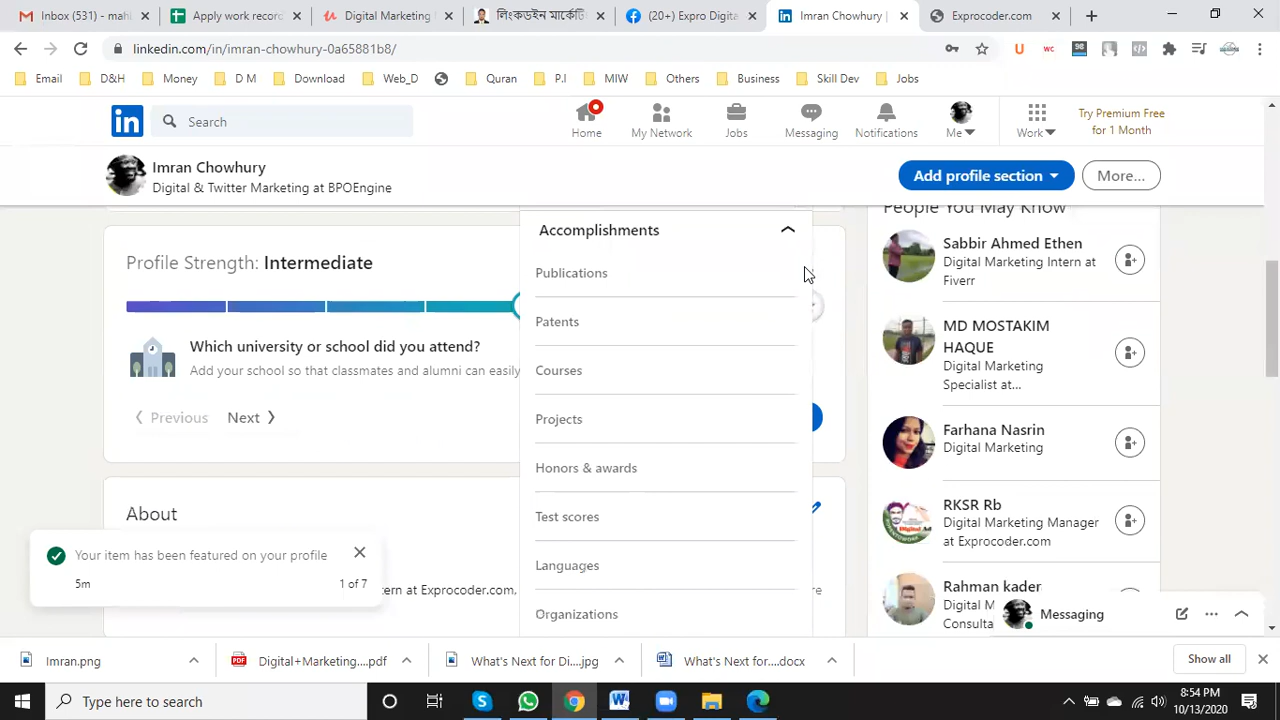 Inbox (531) - mah
Apply work record
Digital Marketing
লিংকডইন মার্কেটি
(20+) Expro Digita
Imran Chowhury |
Exprocoder.com
linkedin.com/in/imran-chowhury-0a65881b8/
Email
D&H
Money
D M
Download
Web_D
Quran
P.I
MIW
Others
Business
Skill Dev
Jobs
in
Search
Home
My Network
Jobs
Messaging
Notifications
Me
Work
Try Premium Free
for 1 Month
Imran Chowhury
Digital & Twitter Marketing at BPOEngine
Add profile section
More...
Profile Strength: Intermediate
Which university or school did you attend?
Add your school so that classmates and alumni can easily
Previous
Next
About
Your item has been featured on your profile
5m
1 of 7
tern at Exprocoder.com.
re
Accomplishments
Publications
Patents
Courses
Projects
Honors & awards
Test scores
Languages
Organizations
People You May Know
Sabbir Ahmed Ethen
Digital Marketing Intern at
Fiverr
MD MOSTAKIM
HAQUE
Digital Marketing
Specialist at...
Farhana Nasrin
Digital Marketing
RKSR Rb
Digital Marketing Manager
at Exprocoder.com
Rahman kader
Digital M
Consulta
Messaging
Imran.png
Digital+Marketing....pdf
What's Next for Di....jpg
What's Next for....docx
Show all
Type here to search
8:54 PM
10/13/2020